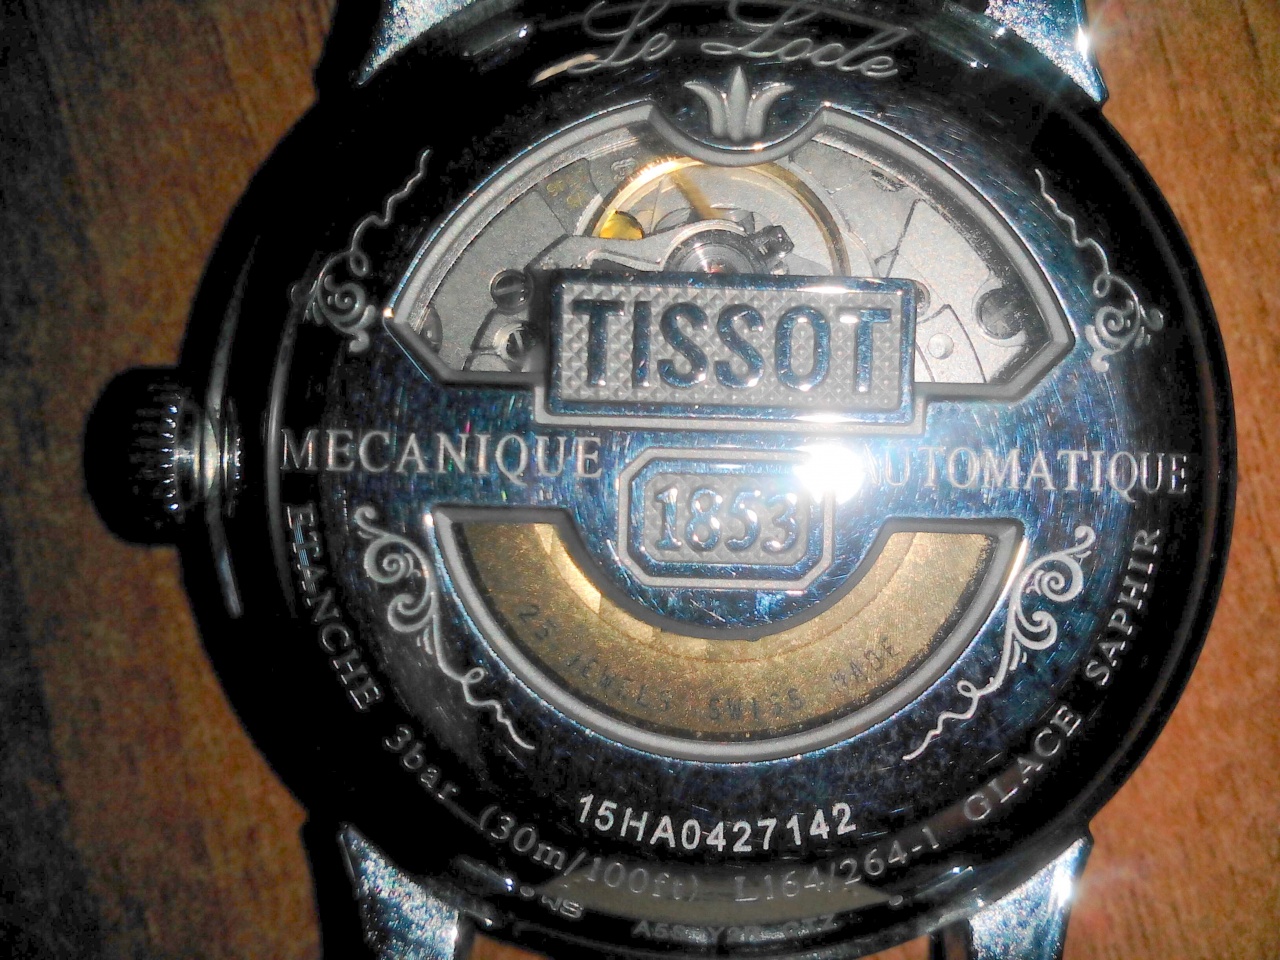 Le Locle
TISSOT
MECANIQUE AUTOMATIQUE
1853
23 JEWELS SWISS MADE
15HA0427142
ETANCHE 3bar (30m/100ft) L164/264-1 GLACE SAPHIR